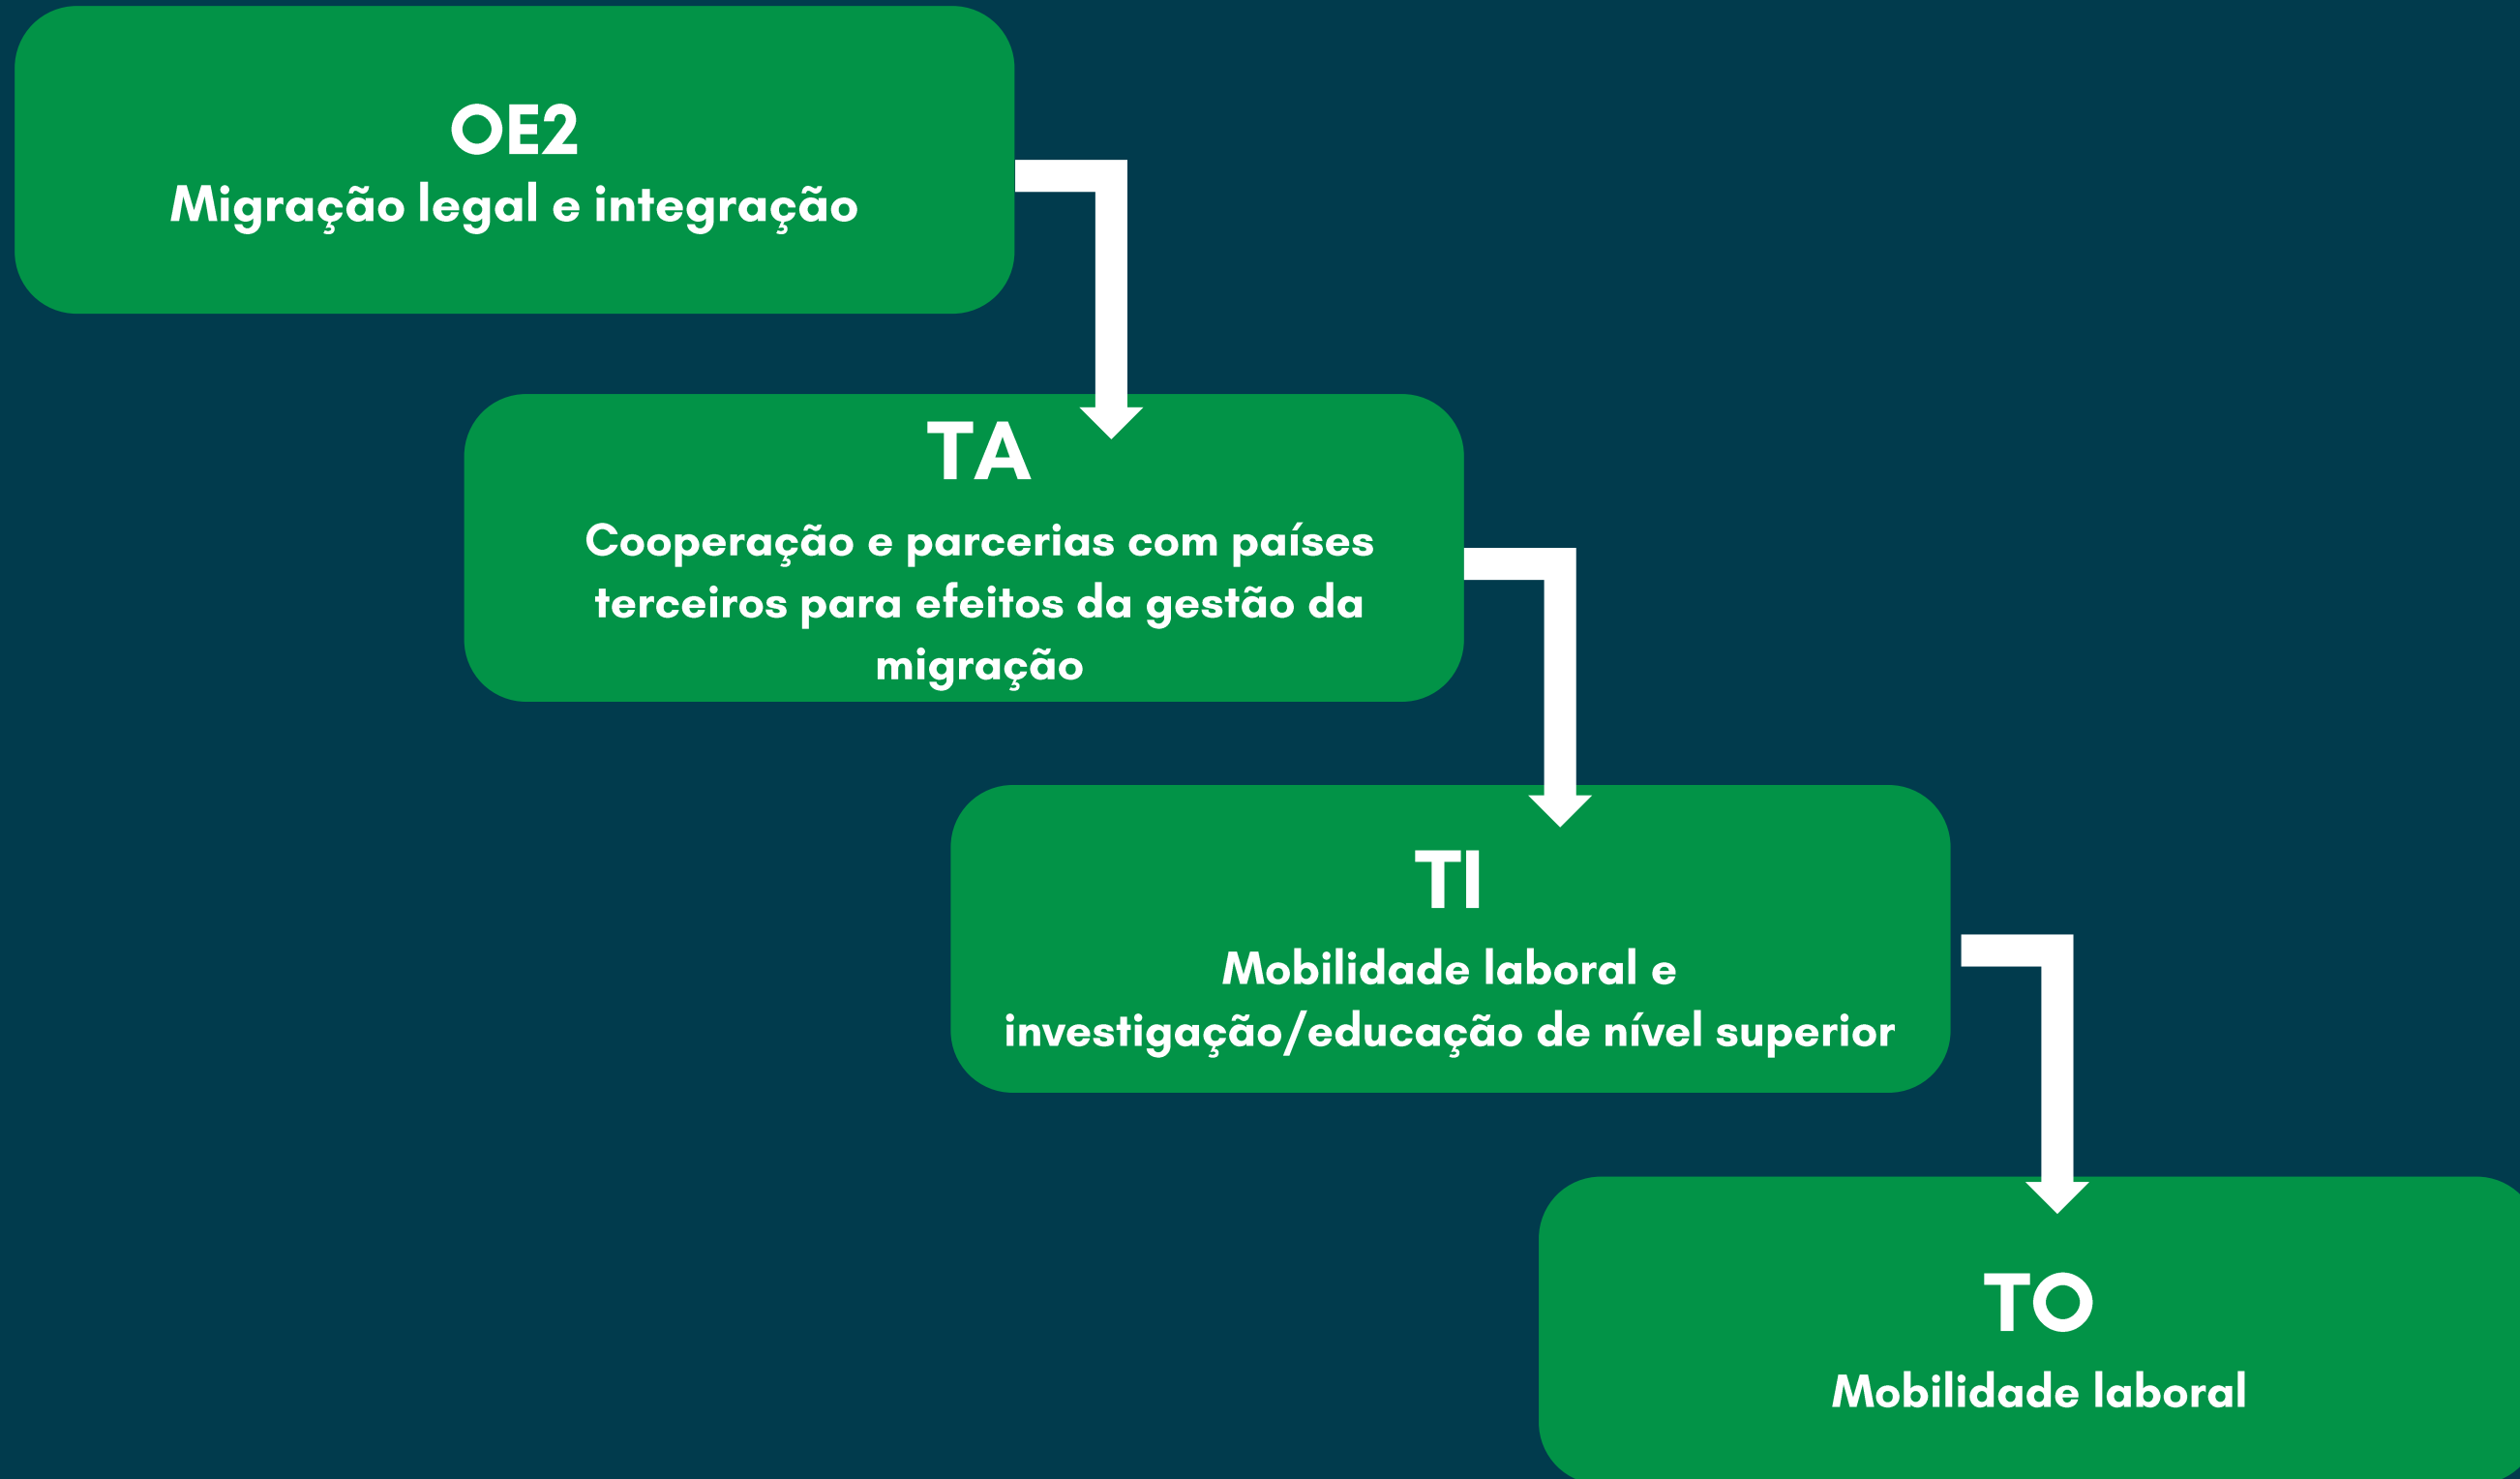 OE2
Migração legal e integração
TA
Cooperação e parcerias com países
terceiros para efeitos da gestão da
migração
TI
Mobilidade laboral e
investigação/educação de nível superior
TO
Mobilidade laboral